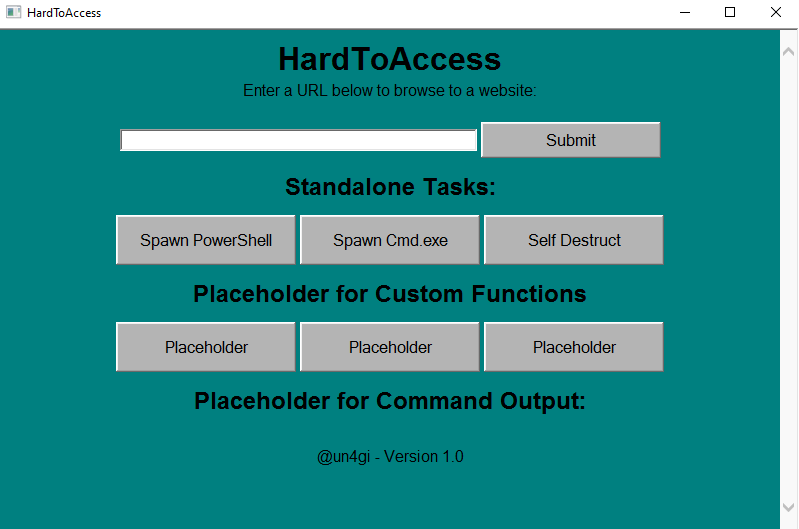 HardToAccess
HardToAccess
Enter a URL below to browse to a website:
Submit
Standalone Tasks:
Spawn PowerShell Spawn Cmd.exe Self Destruct
Placeholder for Custom Functions
Placeholder Placeholder Placeholder
Placeholder for Command Output:
@un4gi - Version 1.0